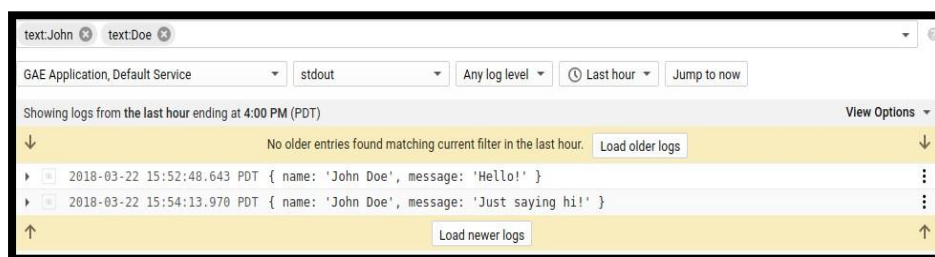 text:John text:Doe
GAE Application, Default Service stdout Any log level Last hour Jump to now
Showing logs from the last hour ending at 4:00 PM (PDT) View Options
No older entries found matching current filter in the last hour. Load older logs
2018-03-22 15:52:48.643 PDT { name: 'John Doe', message: 'Hello!' }
2018-03-22 15:54:13.970 PDT { name: 'John Doe', message: 'Just saying hi!' }
Load newer logs